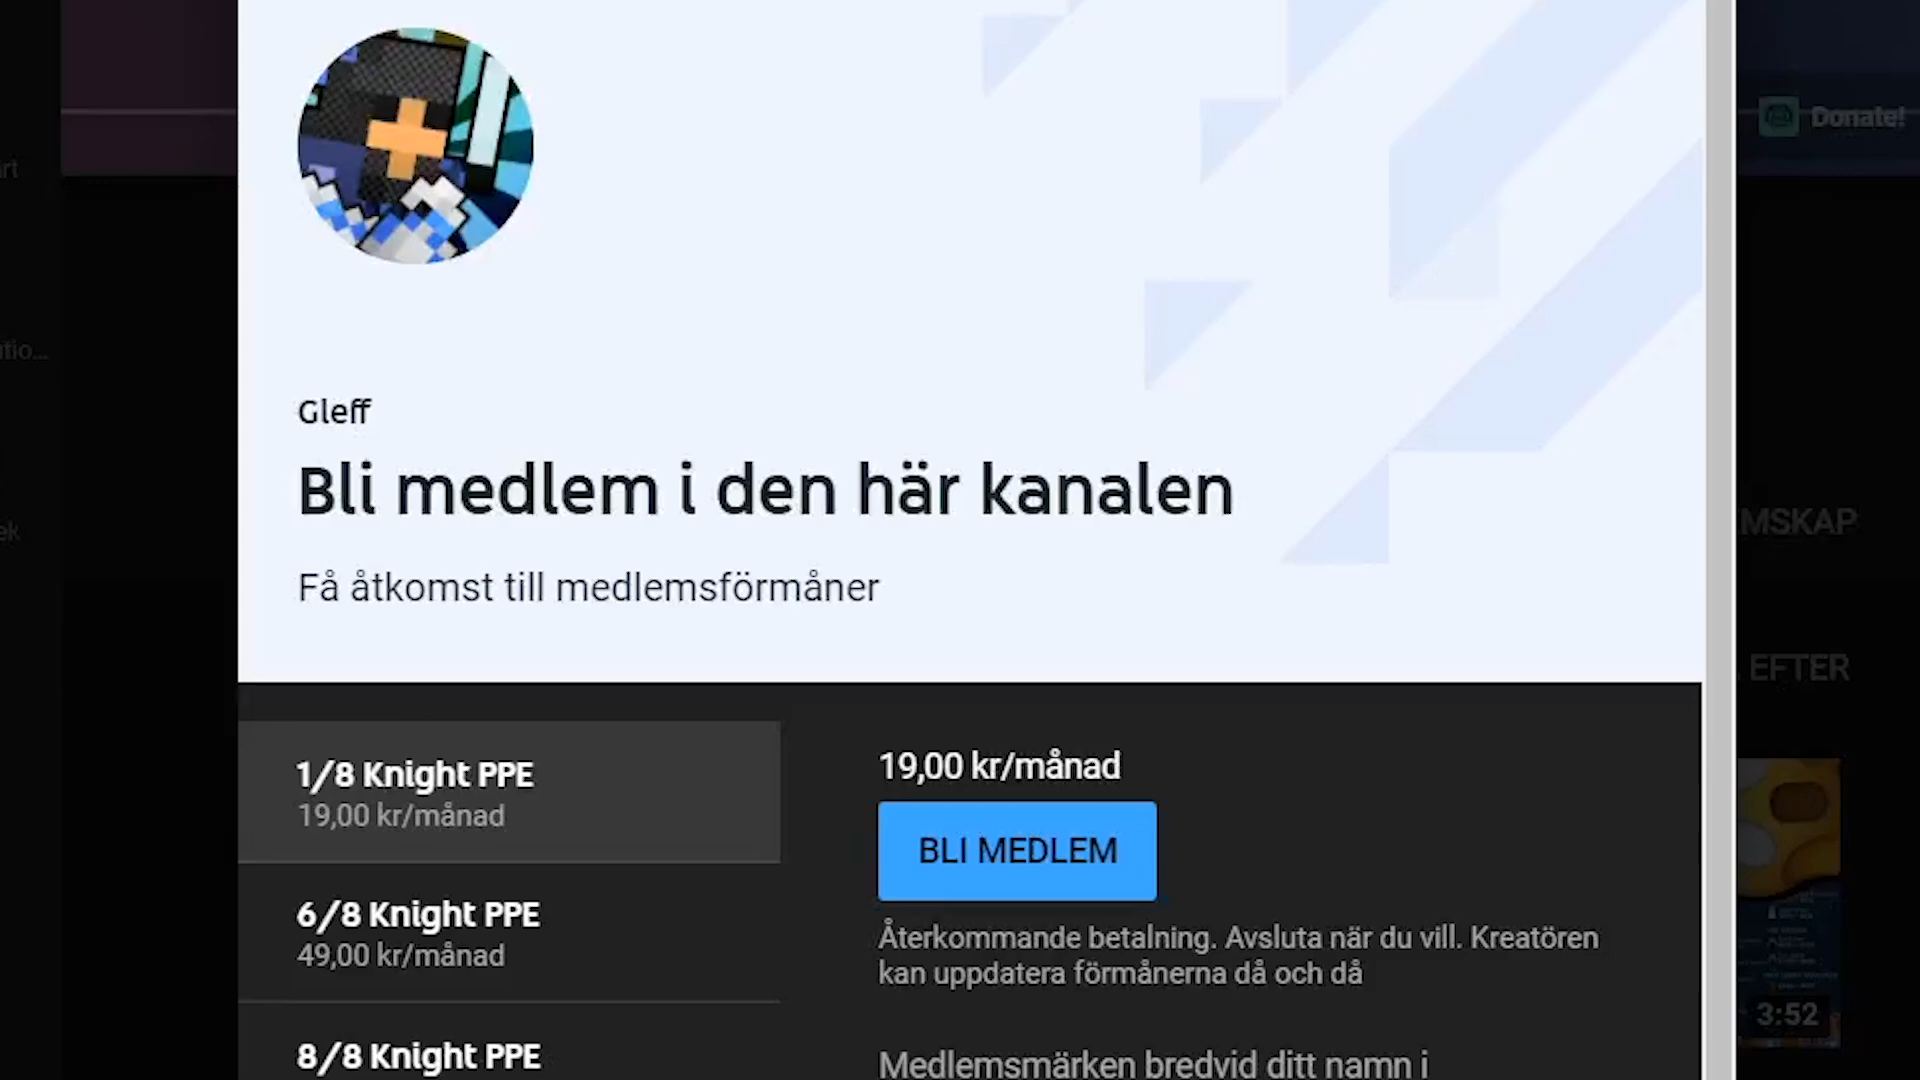 Donate!
Gleff
Bli medlem i den här kanalen
Få åtkomst till medlemsförmåner
MSKAP
EFTER
1/8 Knight PPE
19,00 kr/månad
6/8 Knight PPE
49,00 kr/månad
8/8 Knight PPE
19,00 kr/månad
BLI MEDLEM
Återkommande betalning. Avsluta när du vill. Kreatören
kan uppdatera förmånerna då och då
Medlemsmärken bredvid ditt namn i
3:52